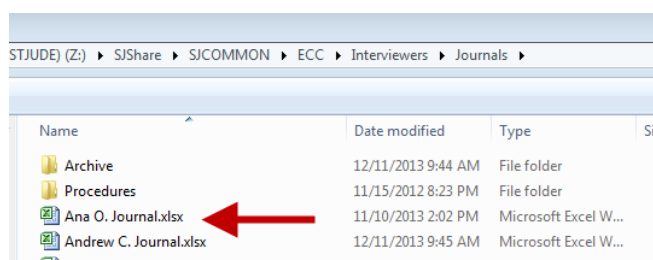 STJUDE) (Z:) ▸ SJShare ▸ SJCOMMON ▸ ECC ▸ Interviewers ▸ Journals ▸
Name Date modified Type
Archive 12/11/2013 9:44 AM File folder
Procedures 11/15/2012 8:23 PM File folder
Ana O. Journal.xlsx 11/10/2013 2:02 PM Microsoft Excel W...
Andrew C. Journal.xlsx 12/11/2013 9:45 AM Microsoft Excel W...